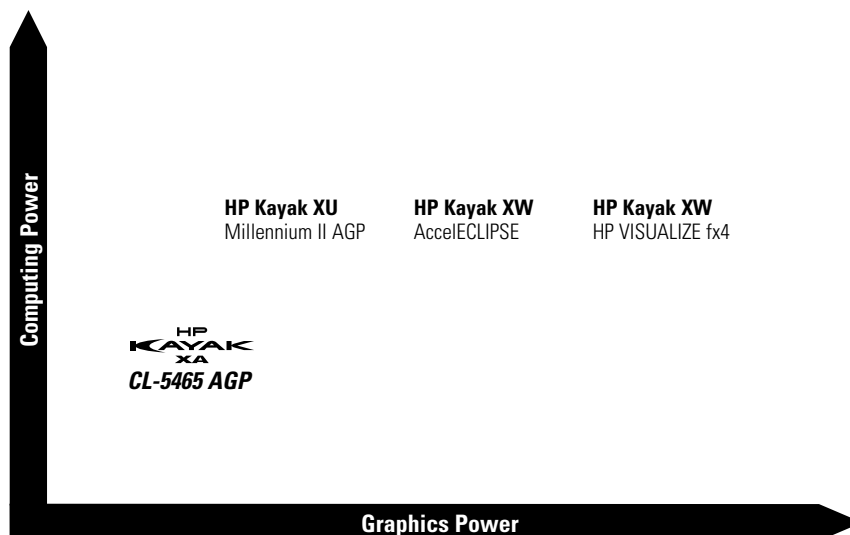 Computing Power
HP Kayak XU
Millennium II AGP
HP Kayak XW
AccelECLIPSE
HP Kayak XW
HP VISUALIZE fx4
HP
KAYAK
XA
CL-5465 AGP
Graphics Power